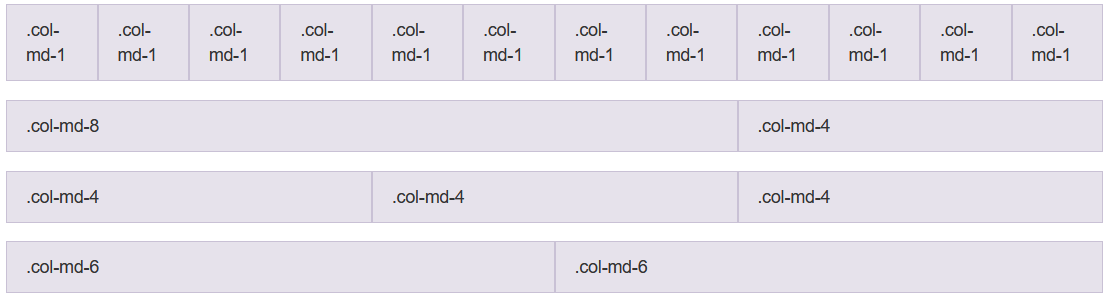 .col- .col- .col- .col- .col- .col- .col- .col- .col- .col- .col- .col-
md-1 md-1 md-1 md-1 md-1 md-1 md-1 md-1 md-1 md-1 md-1 md-1
.col-md-8 .col-md-4
.col-md-4 .col-md-4 .col-md-4
.col-md-6 .col-md-6